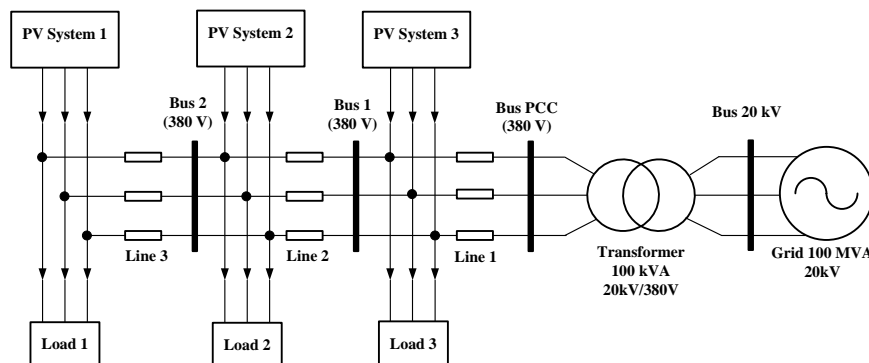 PV System 1
PV System 2
PV System 3
Bus 2
(380 V)
Bus 1
(380 V)
Bus PCC
(380 V)
Bus 20 kV
Line 3
Line 2
Line 1
Transformer
100 kVA
20kV/380V
Grid 100 MVA
20kV
Load 1
Load 2
Load 3